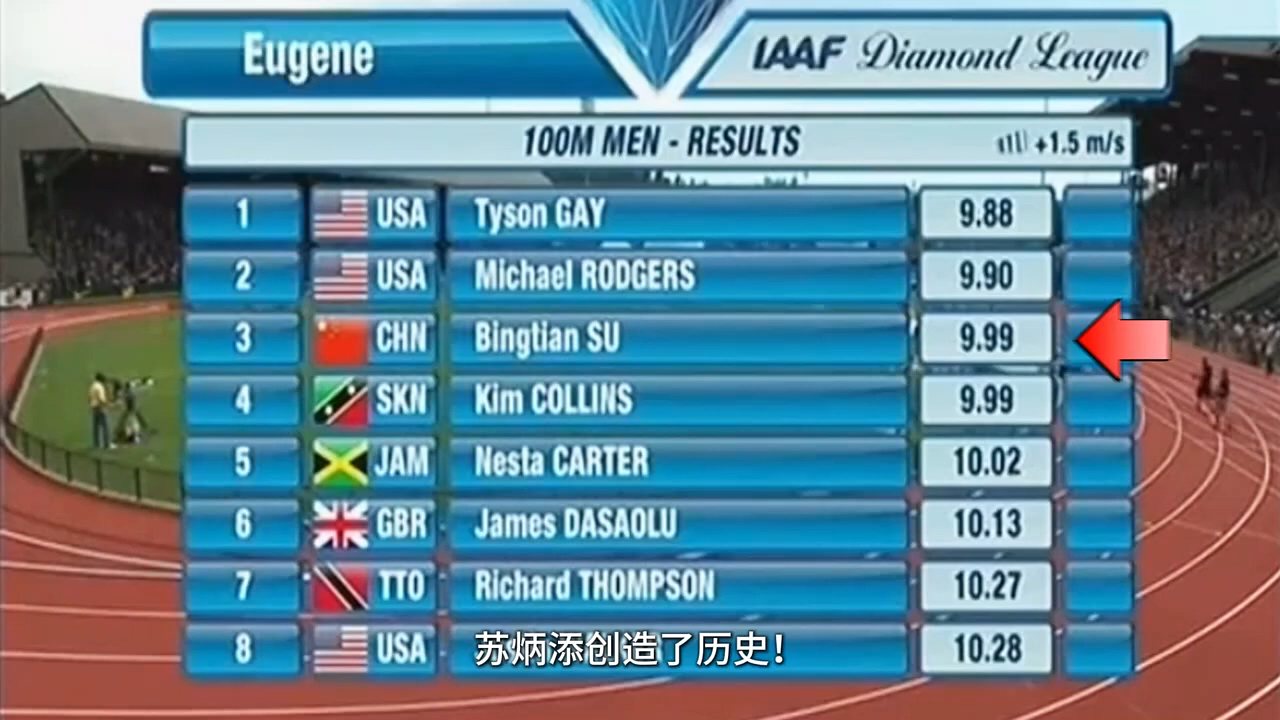 Eugene
IAAF Diamond League
100M MEN - RESULTS +1.5 m/s
1 USA Tyson GAY 9.88
2 USA Michael RODGERS 9.90
3 CHN Bingtian SU 9.99
4 SKN Kim COLLINS 9.99
5 JAM Nesta CARTER 10.02
6 GBR James DASAOLU 10.13
7 TTO Richard THOMPSON 10.27
8 USA 10.28
苏炳添创造了历史！